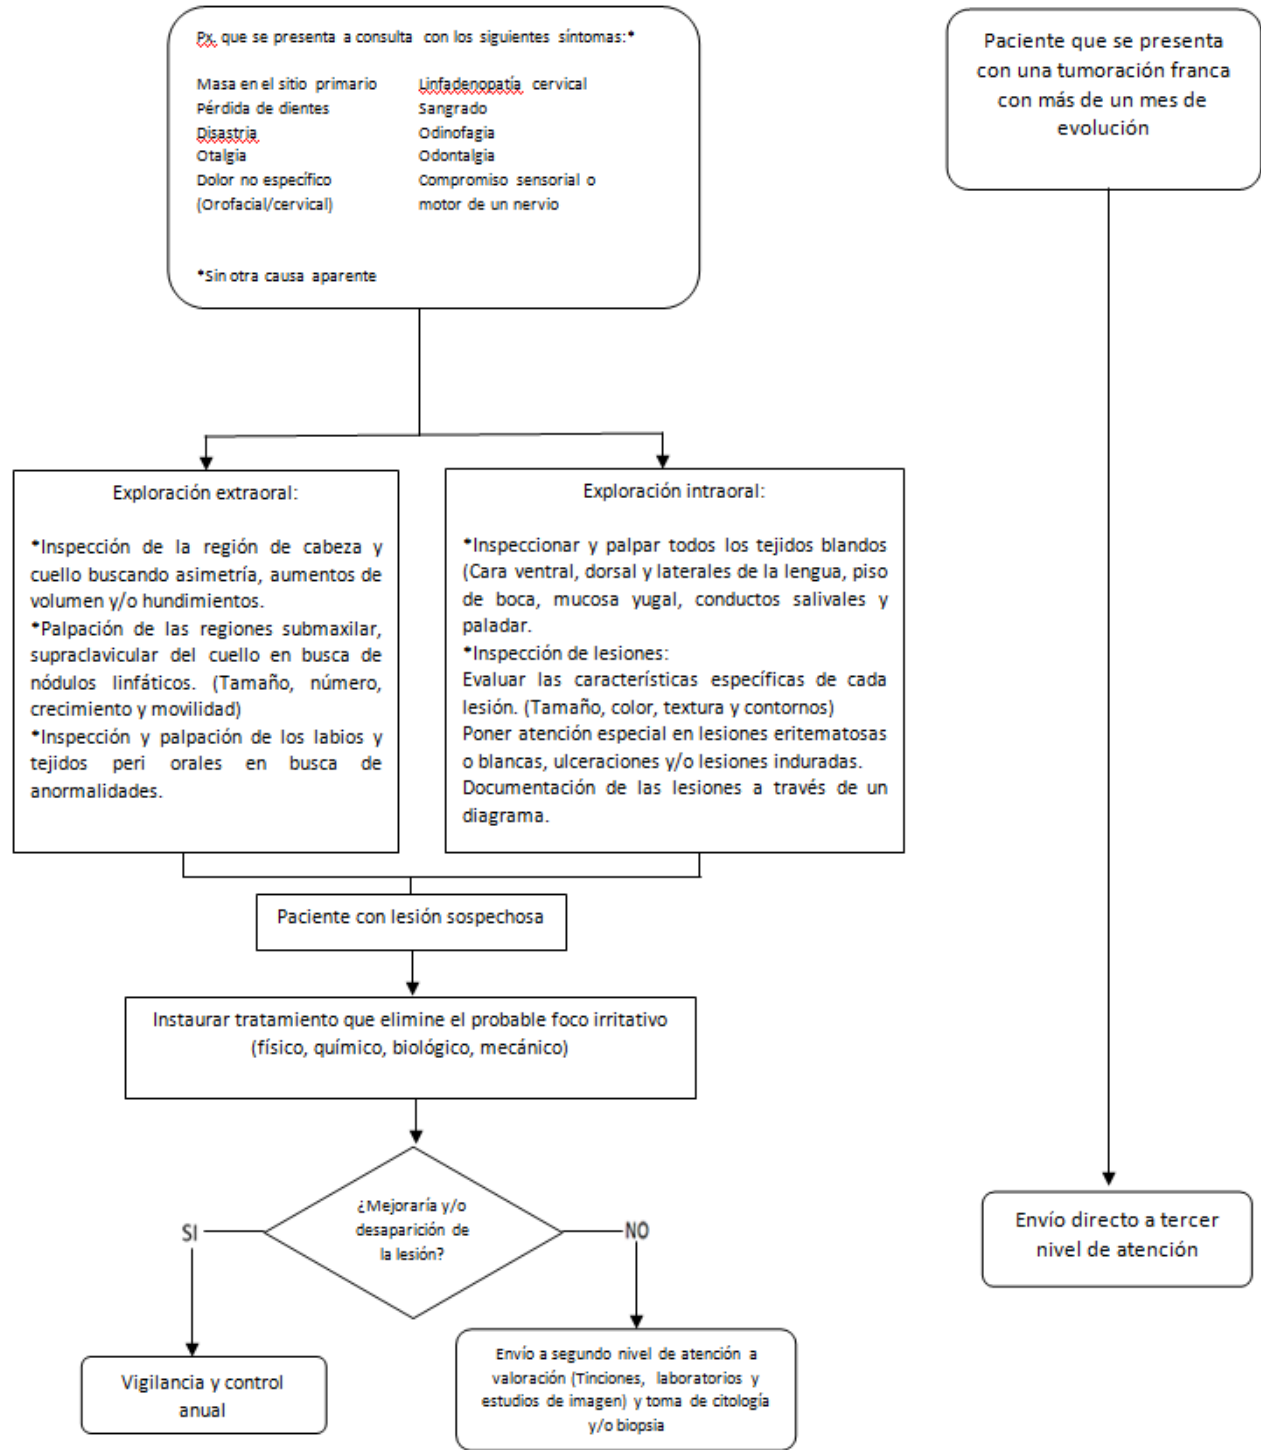 Px. que se presenta a consulta con los siguientes síntomas:*
Masa en el sitio primario
Pérdida de dientes
Disastria
Otalgia
Dolor no específico
(Orofacial/cervical)
Linfadenopatía cervical
Sangrado
Odinofagia
Odontalgia
Compromiso sensorial o
motor de un nervio
*Sin otra causa aparente
Paciente que se presenta
con una tumoración franca
con más de un mes de
evolución
Exploración extraoral:
*Inspección de la región de cabeza y
cuello buscando asimetría, aumentos de
volumen y/o hundimientos.
*Palpación de las regiones submaxilar,
supraclavicular del cuello en busca de
nódulos linfáticos. (Tamaño, número,
crecimiento y movilidad)
*Inspección y palpación de los labios y
tejidos peri orales en busca de
anormalidades.
Exploración intraoral:
*Inspeccionar y palpar todos los tejidos blandos
(Cara ventral, dorsal y laterales de la lengua, piso
de boca, mucosa yugal, conductos salivales y
paladar.
*Inspección de lesiones:
Evaluar las características específicas de cada
lesión. (Tamaño, color, textura y contornos)
Poner atención especial en lesiones eritematosas
o blancas, ulceraciones y/o lesiones induradas.
Documentación de las lesiones a través de un
diagrama.
Paciente con lesión sospechosa
Instaurar tratamiento que elimine el probable foco irritativo
(físico, químico, biológico, mecánico)
¿Mejoraría y/o
desaparición de
la lesión?
SI
NO
Vigilancia y control
anual
Envío a segundo nivel de atención a
valoración (Tinciones, laboratorios y
estudios de imagen) y toma de citología
y/o biopsia
Envío directo a tercer
nivel de atención